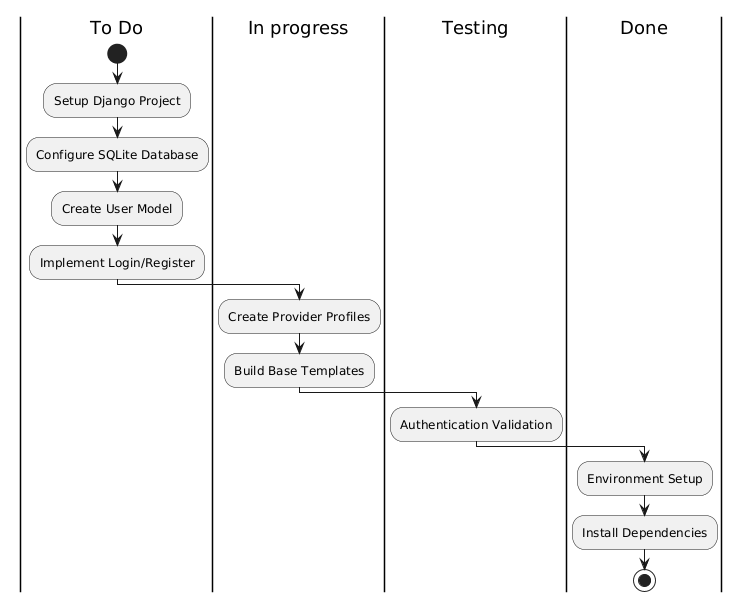 To Do
In progress
Testing
Done
Setup Django Project
Configure SQLite Database
Create User Model
Implement Login/Register
Create Provider Profiles
Build Base Templates
Authentication Validation
Environment Setup
Install Dependencies